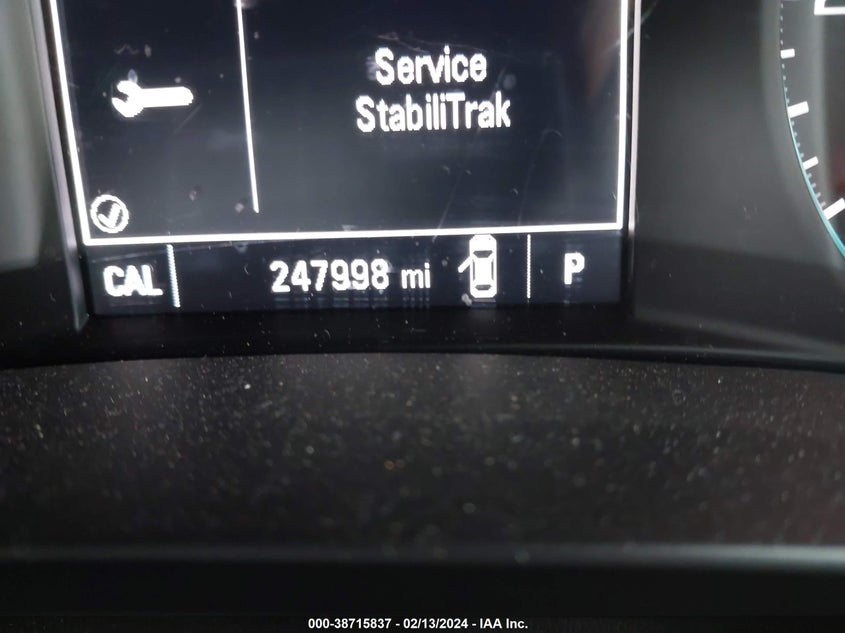 Service
StabiliTrak
CAL 247998 mi P
000-38715837 - 02/13/2024 - IAA Inc.